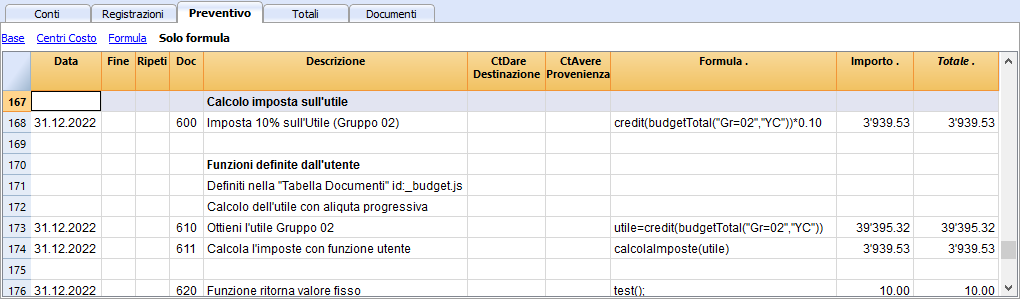 Conti Registrazioni Preventivo Totali Documenti
Base Centri Costo Formula Solo formula
Data Fine Ripeti Doc Descrizione CtDare Destinazione CtAvere Provenienza Formula . Importo . Totale .
167 Calcolo imposta sull'utile
168 31.12.2022 600 Imposta 10% sull'Utile (Gruppo 02) credit(budgetTotal("Gr=02","YC"))*0.10 3'939.53 3'939.53
169
170 Funzioni definite dall'utente
171 Definiti nella "Tabella Documenti" id:_budget.js
172 Calcolo dell'utile con aliquta progressiva
173 31.12.2022 610 Ottieni l'utile Gruppo 02 utile=credit(budgetTotal("Gr=02","YC")) 39'395.32 39'395.32
174 31.12.2022 611 Calcola l'imposte con funzione utente calcolaImposte(utile) 3'939.53 3'939.53
175
176 31.12.2022 620 Funzione ritorna valore fisso test(); 10.00 10.00